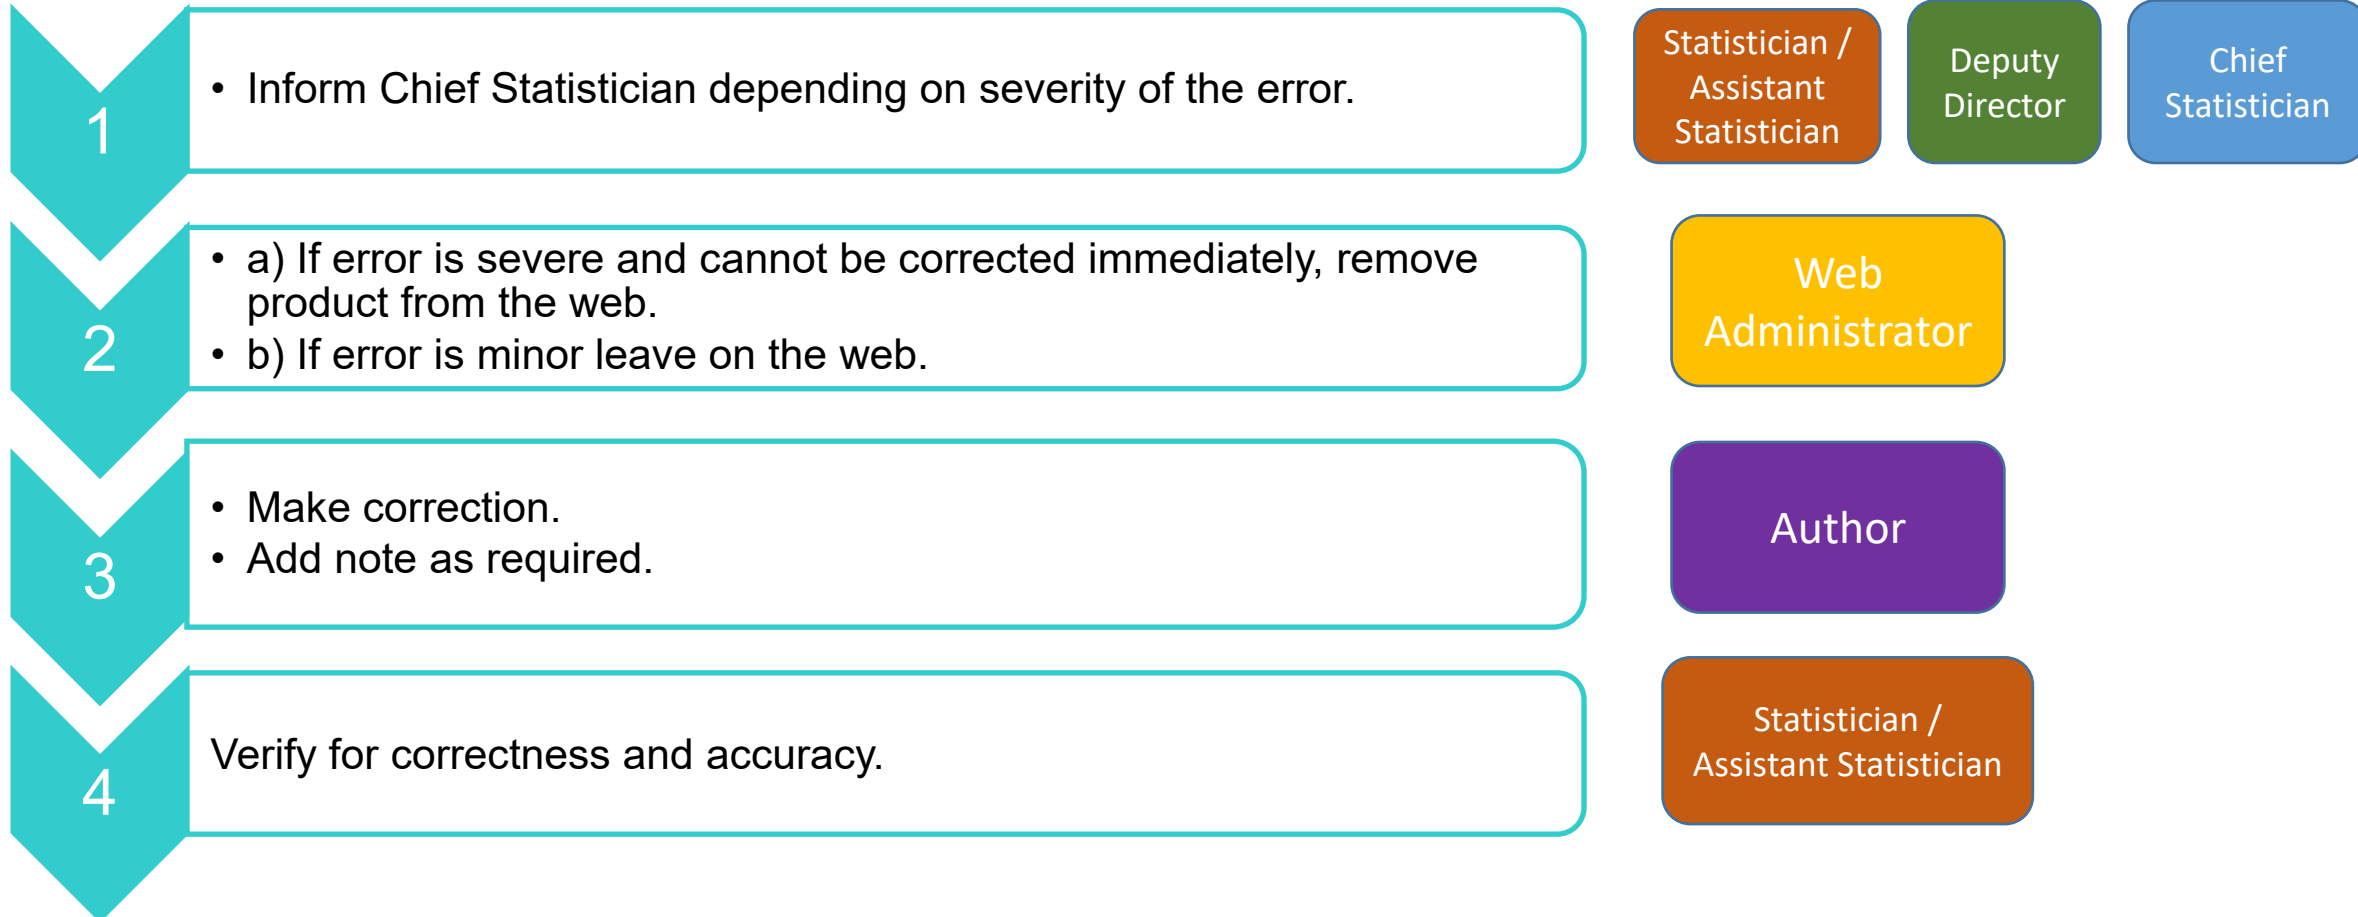 1
• Inform Chief Statistician depending on severity of the error.
Statistician /
Assistant
Statistician
Deputy
Director
Chief
Statistician
2
• a) If error is severe and cannot be corrected immediately, remove
product from the web.
• b) If error is minor leave on the web.
Web
Administrator
3
• Make correction.
• Add note as required.
Author
4
Verify for correctness and accuracy.
Statistician /
Assistant Statistician